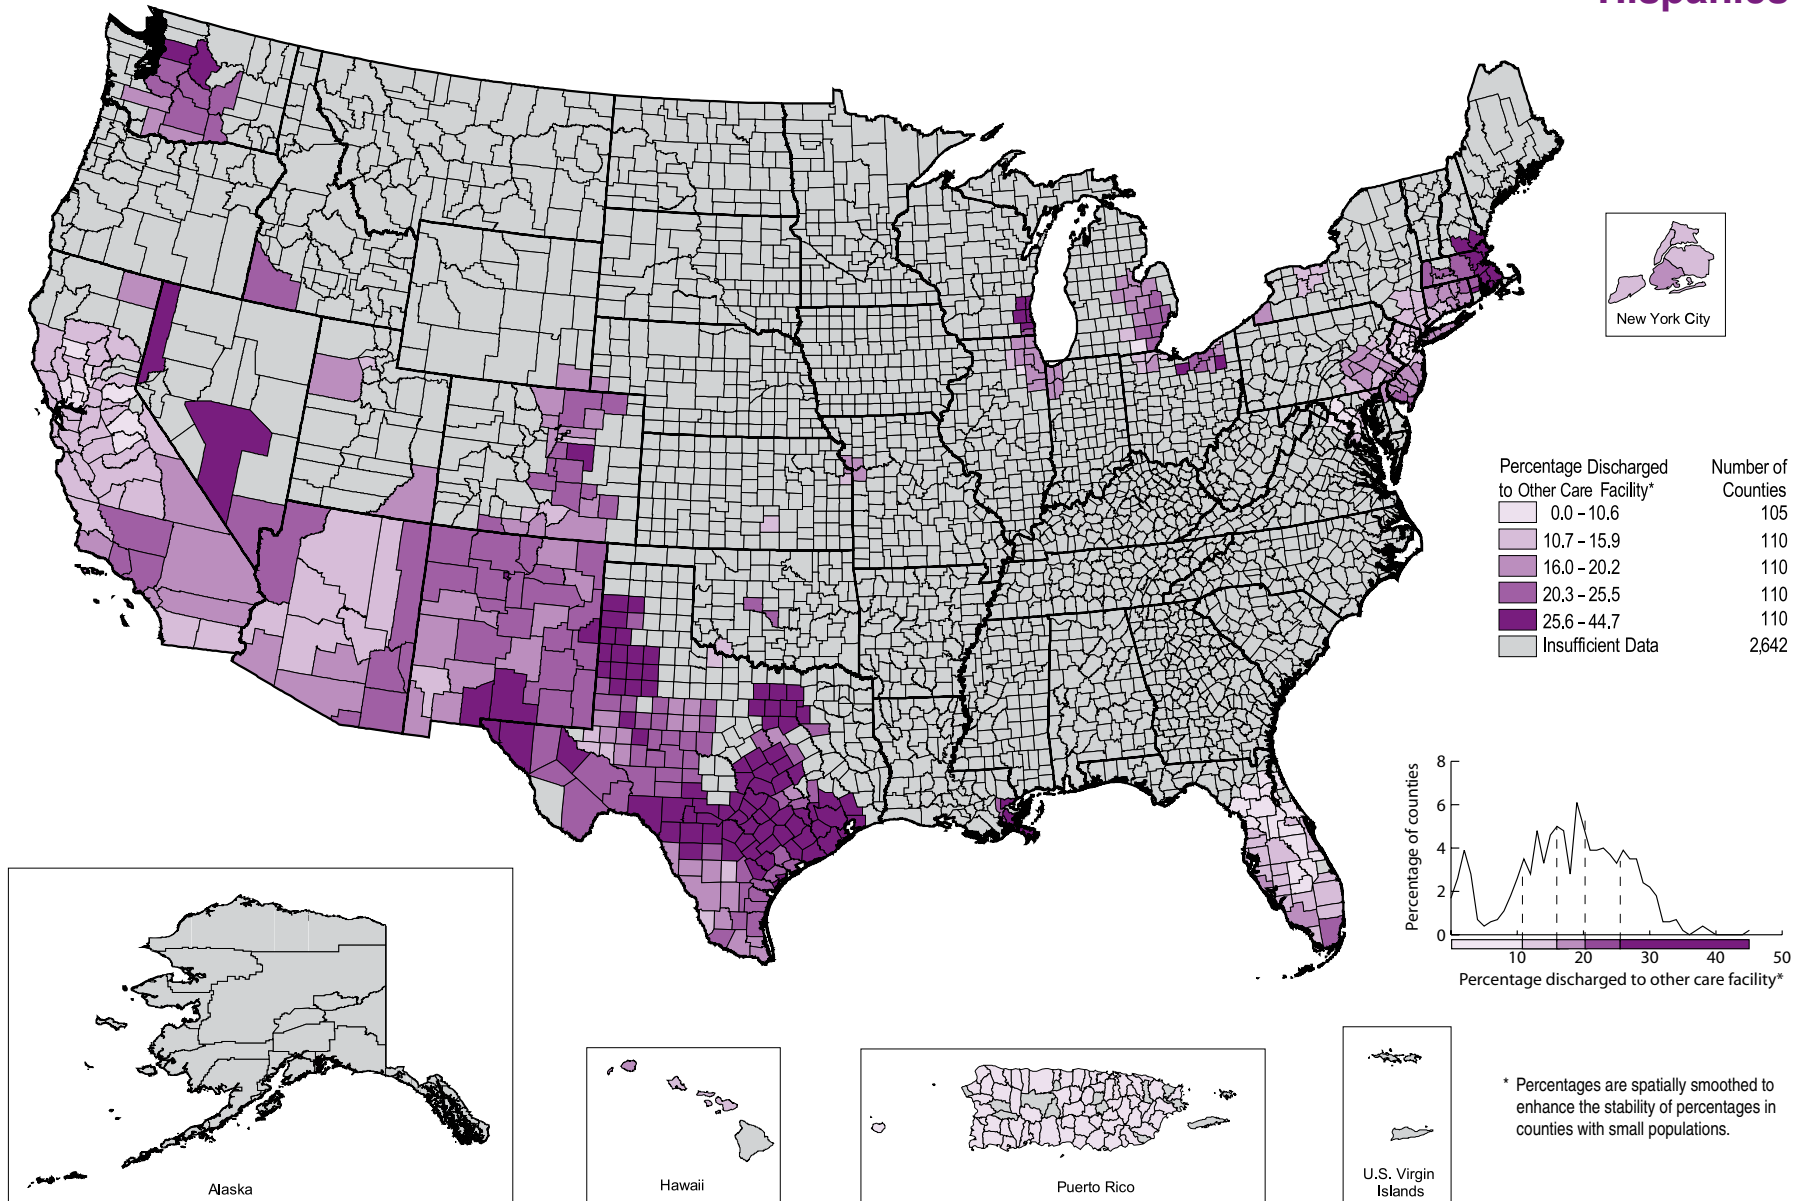 Hispanics
New York City
Percentage Discharged
to Other Care Facility*
Number of
Counties
0.0 – 10.6 105
10.7 – 15.9 110
16.0 – 20.2 110
20.3 – 25.5 110
25.6 – 44.7 110
Insufficient Data 2,642
Percentage of counties
8
6
4
2
0
10 20 30 40 50
Percentage discharged to other care facility*
* Percentages are spatially smoothed to
enhance the stability of percentages in
counties with small populations.
Alaska
Hawaii
Puerto Rico
U.S. Virgin
Islands